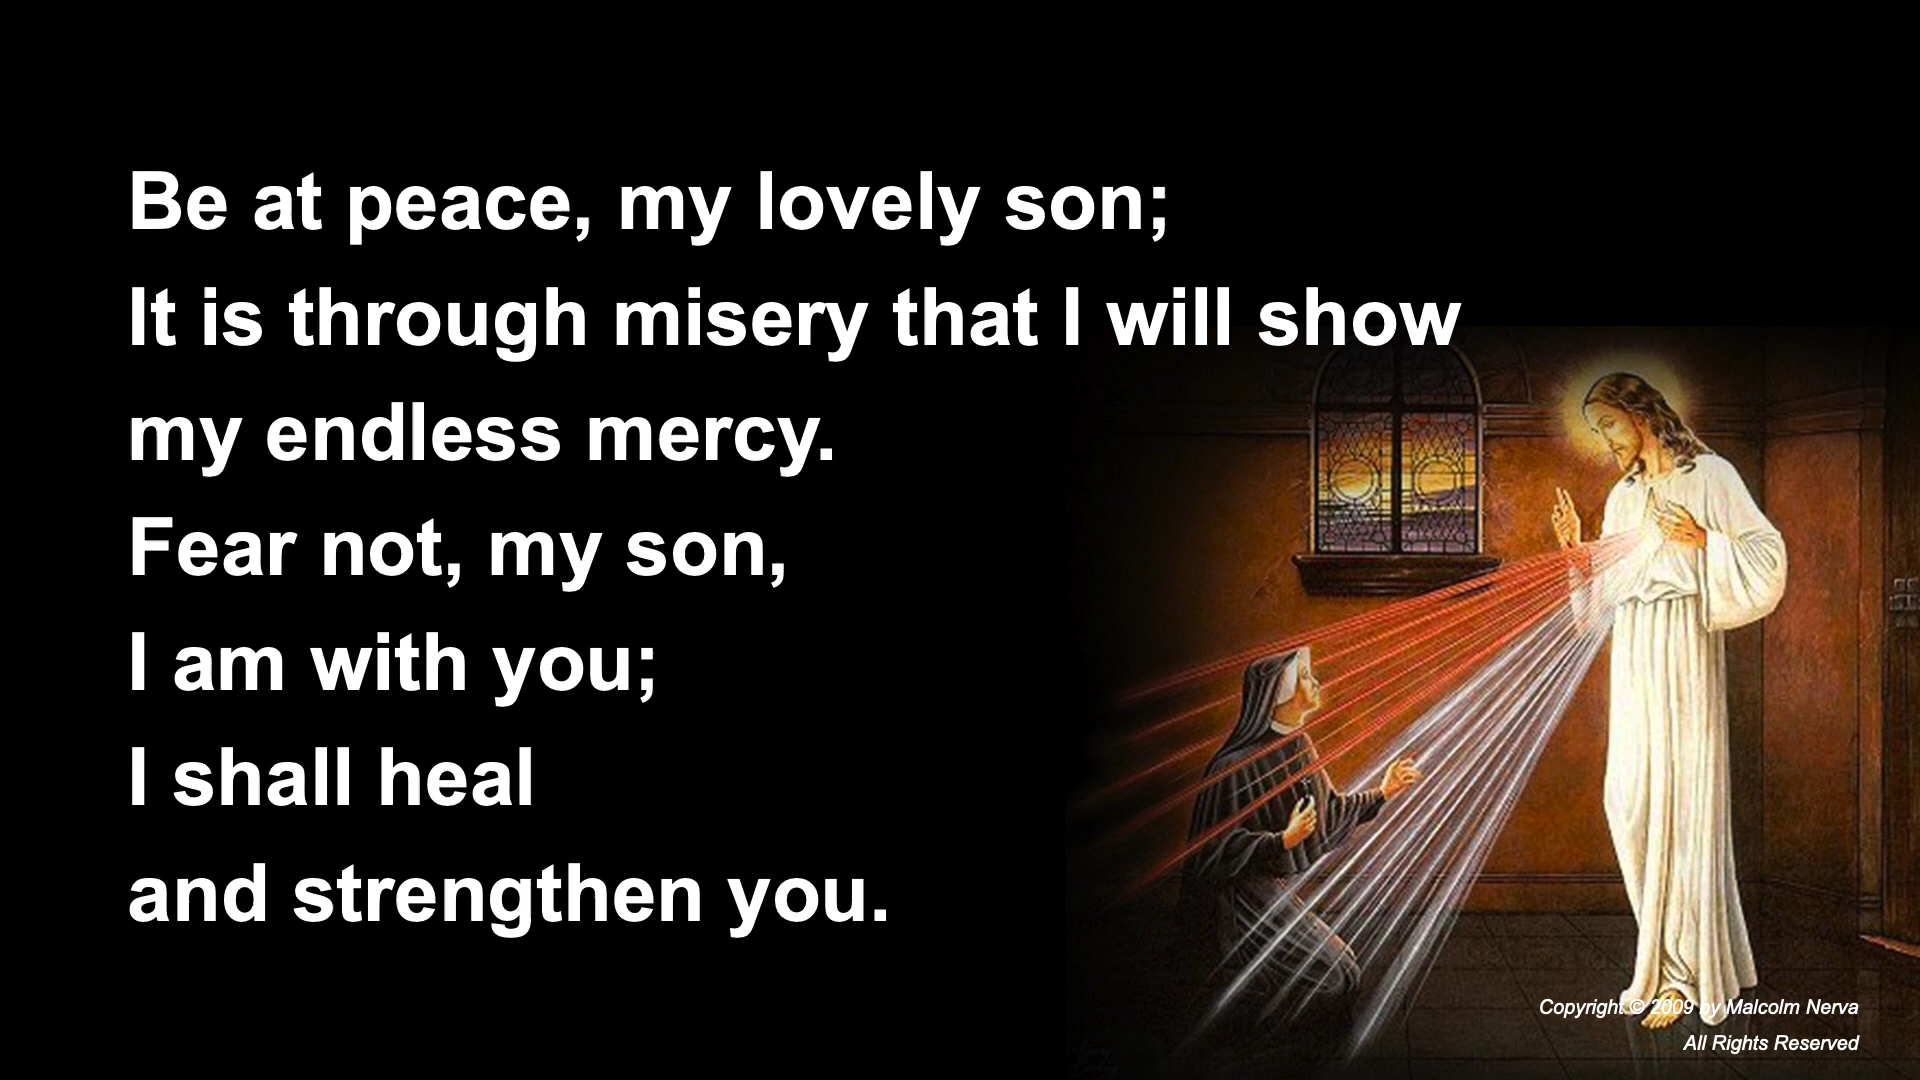 Be at peace, my lovely son;
It is through misery that I will show
my endless mercy.
Fear not, my son,
I am with you;
I shall heal
and strengthen you.
Copyright © 2009 by Malcolm Nerva
All Rights Reserved